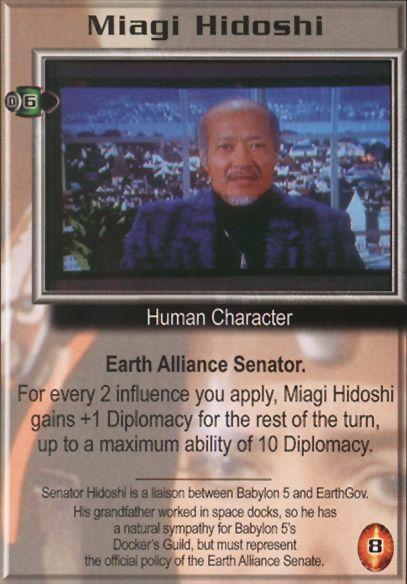 Miagi Hidoshi
D 6
Human Character
Earth Alliance Senator.
For every 2 influence you apply, Miagi Hidoshi
gains +1 Diplomacy for the rest of the turn,
up to a maximum ability of 10 Diplomacy.
Senator Hidoshi is a liaison between Babylon 5 and EarthGov.
His grandfather worked in space docks, so he has
a natural sympathy for Babylon 5's
Docker's Guild, but must represent
the official policy of the Earth Alliance Senate.
8